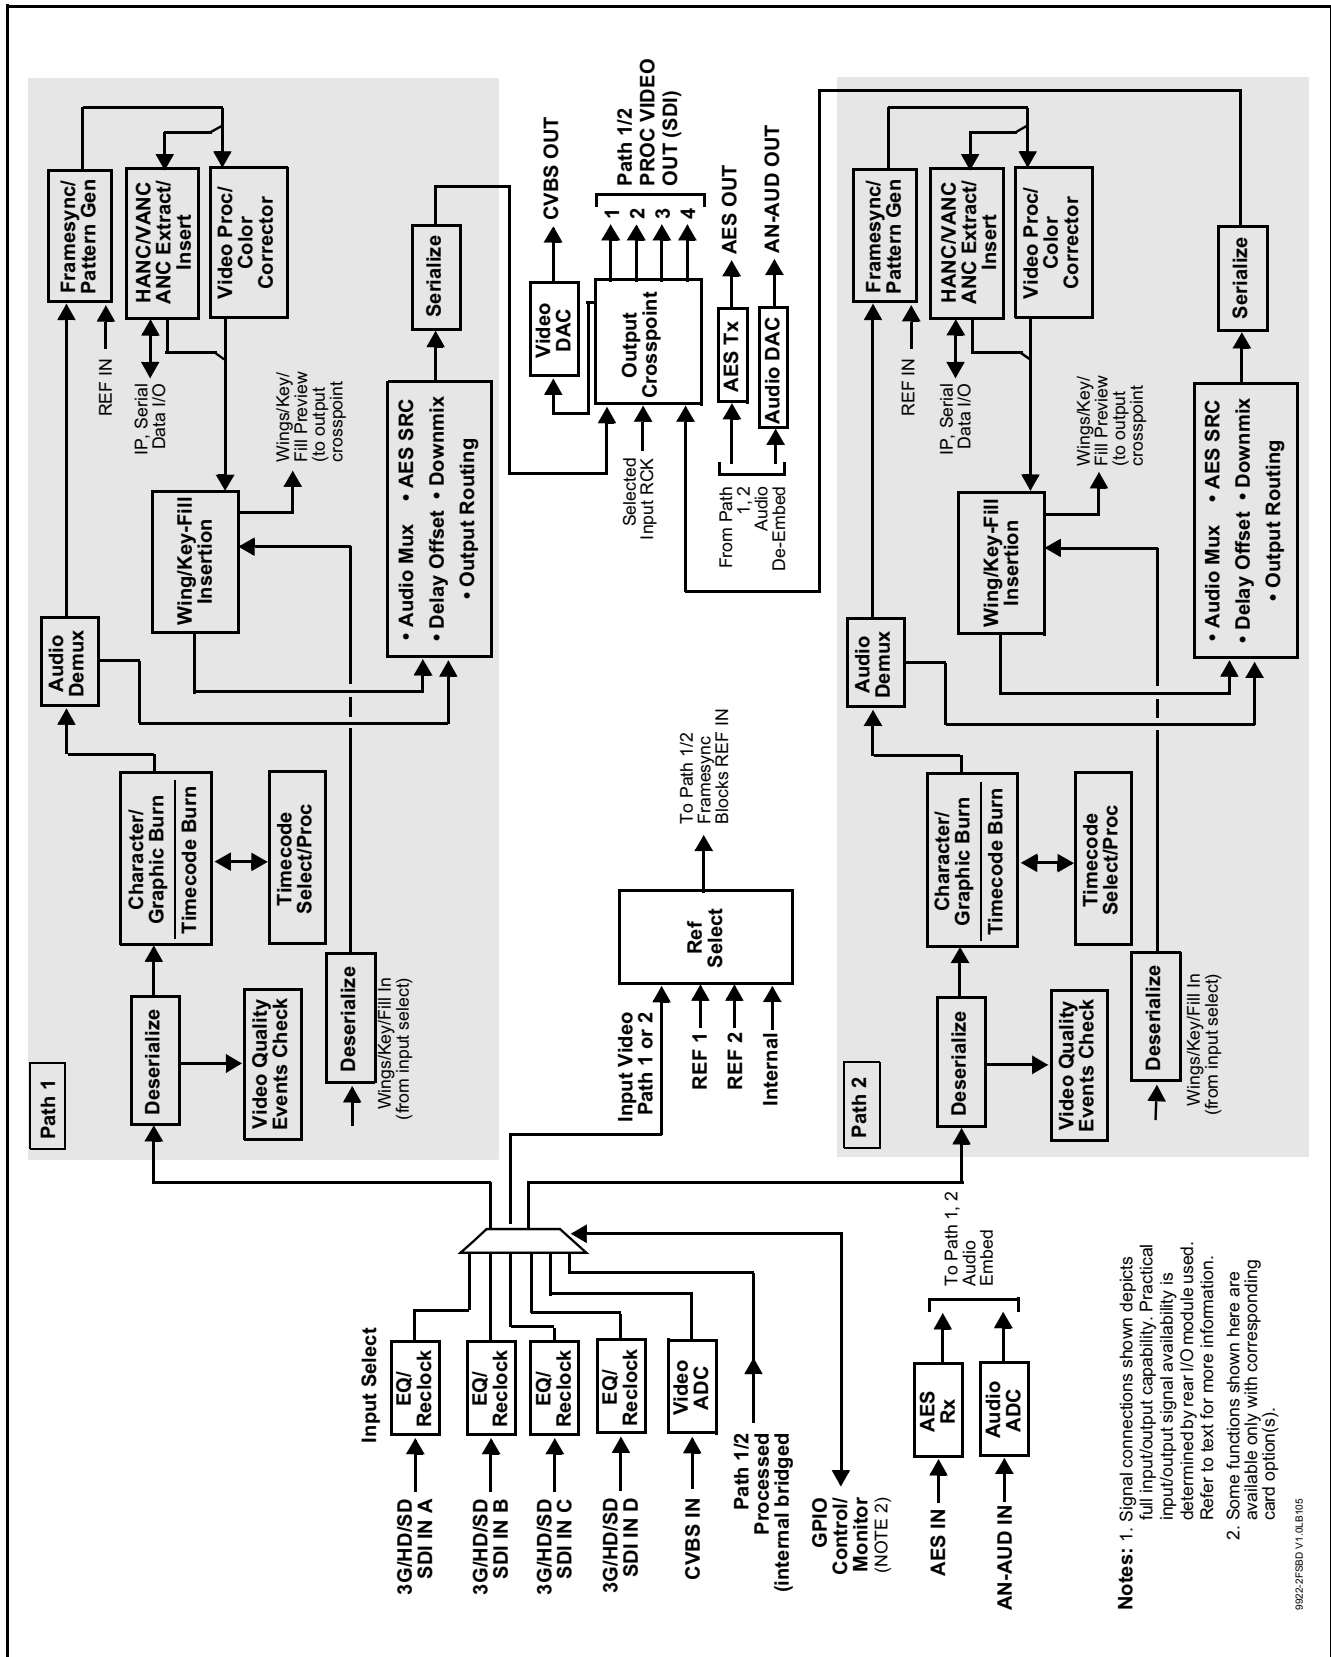 Input Select
3G/HD/SD
SDI IN A
EQ/
Reclock
3G/HD/SD
SDI IN B
EQ/
Reclock
3G/HD/SD
SDI IN C
EQ/
Reclock
3G/HD/SD
SDI IN D
EQ/
Reclock
CVBS IN
Video
ADC
Path 1/2
Processed
(internal bridged)
GPIO
Control/
Monitor
(NOTE 2)
AES IN
AES
Rx
AN-AUD IN
Audio
ADC
To Path 1, 2
Audio
Embed
Path 1
Deserialize
Video Quality
Events Check
Deserialize
Wings/Key/Fill In
(from input select)
Character/
Graphic Burn
Timecode Burn
Timecode
Select/Proc
Audio
Demux
Wing/Key-Fill
Insertion
Framesync/
Pattern Gen
REF IN
HANC/VANC
ANC Extract/
Insert
IP, Serial
Data I/O
Video Proc/
Color
Corrector
Wings/Key/
Fill Preview
(to output
crosspoint
• Audio Mux • AES SRC
• Delay Offset • Downmix
• Output Routing
Serialize
Input Video
Path 1 or 2
REF 1
REF 2
Internal
Ref
Select
To Path 1/2
Framesync
Blocks REF IN
Video
DAC
CVBS OUT
Selected
Input RCK
Output
Crosspoint
1
2
3
4
Path 1/2
PROC VIDEO
OUT (SDI)
From Path
1, 2
Audio
De-Embed
AES Tx
AES OUT
Audio DAC
AN-AUD OUT
Path 2
Deserialize
Video Quality
Events Check
Deserialize
Wings/Key/Fill In
(from input select)
Character/
Graphic Burn
Timecode Burn
Timecode
Select/Proc
Audio
Demux
Wing/Key-Fill
Insertion
Framesync/
Pattern Gen
REF IN
HANC/VANC
ANC Extract/
Insert
IP, Serial
Data I/O
Video Proc/
Color
Corrector
Wings/Key/
Fill Preview
(to output
crosspoint
• Audio Mux • AES SRC
• Delay Offset • Downmix
• Output Routing
Serialize
Notes: 1. Signal connections shown depicts
full input/output capability. Practical
input/output signal availability is
determined by rear I/O module used.
Refer to text for more information.
2. Some functions shown here are
available only with corresponding
card option(s).
9922-2FSBD V1.0LB105